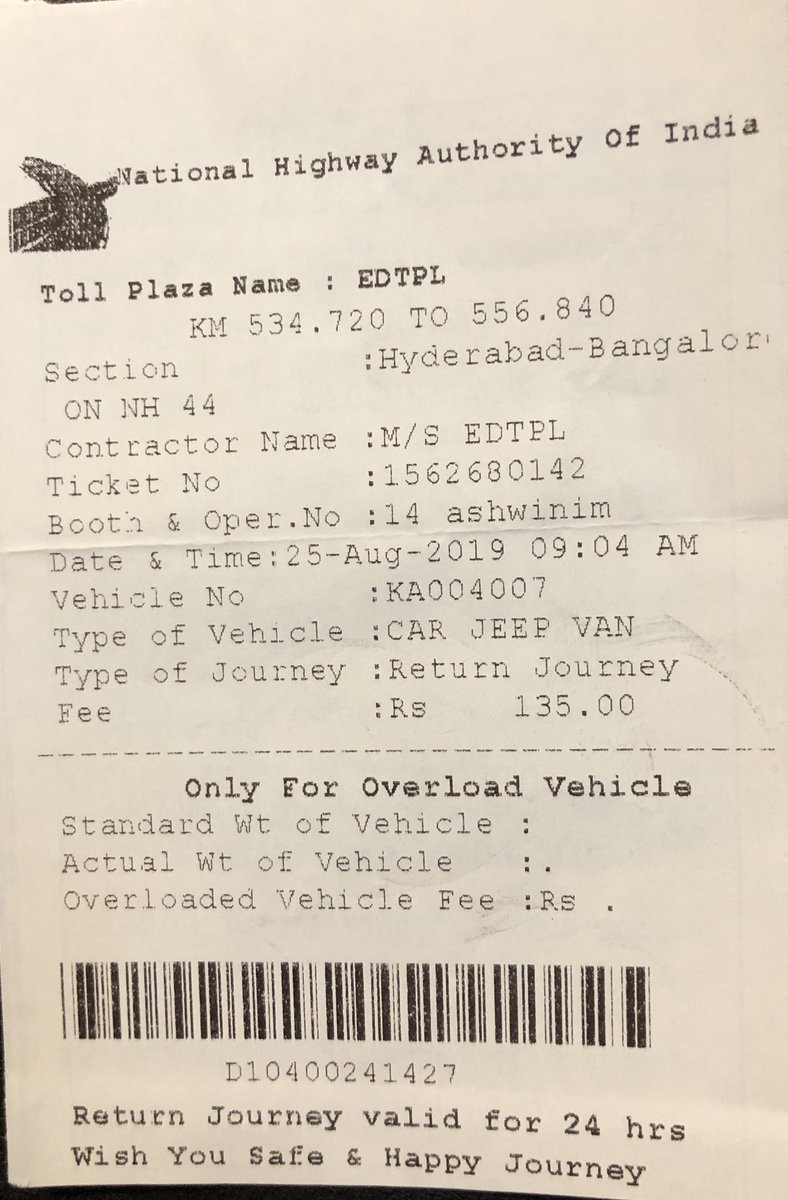 National Highway Authority Of India
Toll Plaza Name : EDTPL
KM 534.720 TO 556.840
Section :Hyderabad-Bangalor
ON NH 44
Contractor Name :M/S EDTPL
Ticket No :1562680142
Booth & Oper.No :14 ashwinim
Date & Time:25-Aug-2019 09:04 AM
Vehicle No :KA004007
Type of Vehicle :CAR JEEP VAN
Type of Journey :Return Journey
Fee :Rs 135.00
Only For Overload Vehicle
Standard Wt of Vehicle :
Actual Wt of Vehicle :.
Overloaded Vehicle Fee :Rs .
D10400241427
Return Journey valid for 24 hrs
Wish You Safe & Happy Journey